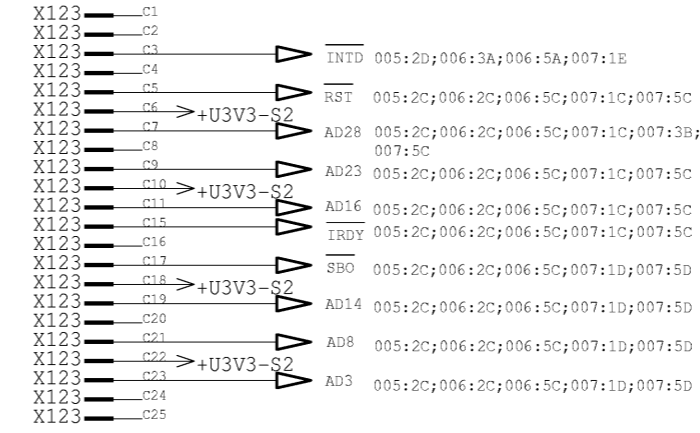 X123 C1
X123 C2
X123 C3 INTD 005:2D;006:3A;006:5A;007:1E
X123 C4
X123 C5 RST 005:2C;006:2C;006:5C;007:1C;007:5C
X123 C6 +U3V3-S2
X123 C7 AD28 005:2C;006:2C;006:5C;007:1C;007:3B;
007:5C
X123 C8
X123 C9 AD23 005:2C;006:2C;006:5C;007:1C;007:5C
X123 C10 +U3V3-S2
X123 C11 AD16 005:2C;006:2C;006:5C;007:1C;007:5C
X123 C15 IRDY 005:2C;006:2C;006:5C;007:1C;007:5C
X123 C16
X123 C17 SBO 005:2C;006:2C;006:5C;007:1D;007:5D
X123 C18 +U3V3-S2
X123 C19 AD14 005:2C;006:2C;006:5C;007:1D;007:5D
X123 C20
X123 C21 AD8 005:2C;006:2C;006:5C;007:1D;007:5D
X123 C22 +U3V3-S2
X123 C23 AD3 005:2C;006:2C;006:5C;007:1D;007:5D
X123 C24
X123 C25